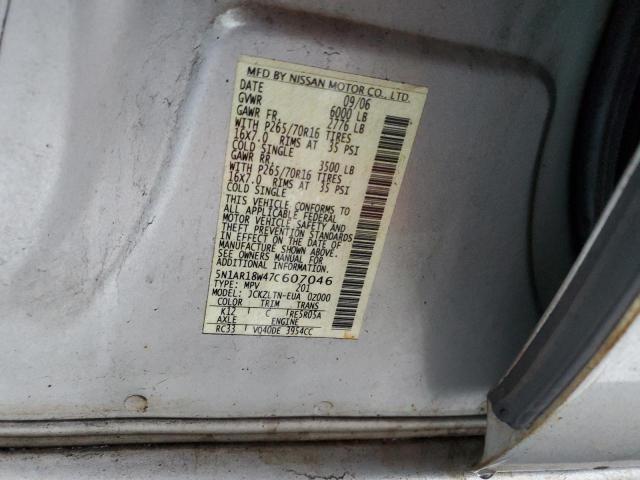 MFD BY NISSAN MOTOR CO., LTD.
DATE 09/06
GVWR 6000 LB
GAWR FR. 2776 LB
WITH P265/70R16 TIRES
16X7.0 RIMS AT 35 PSI
COLD SINGLE
GAWR RR 3500 LB
WITH P265/70R16 TIRES
16X7.0 RIMS AT 35 PSI
COLD SINGLE
THIS VEHICLE CONFORMS TO
ALL APPLICABLE FEDERAL
MOTOR VEHICLE SAFETY AND
THEFT PREVENTION STANDARDS
IN EFFECT ON THE DATE OF
MANUFACTURE SHOWN ABOVE.
SEE OWNERS MANUAL FOR
ADDITIONAL INFORMATION.
5N1AR18W47C607046
TYPE: MPV 201
MODEL: JCKZLTN-EUA 02000
COLOR TRIM TRANS
K12 C RE5R05A
AXLE ENGINE
RC33 VQ40DE 3954CC